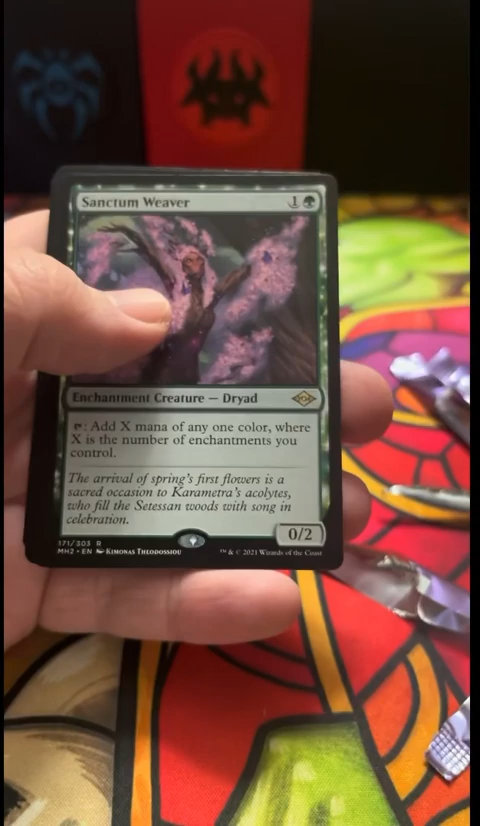 Sanctum Weaver 1
Enchantment Creature — Dryad
: Add X mana of any one color, where
X is the number of enchantments you
control.
The arrival of spring's first flowers is a
sacred occasion to Karametra's acolytes,
who fill the Setessan woods with song in
celebration.
0/2
171/303 R
MH2 • EN Kimonas Theodossiou ™ & © 2021 Wizards of the Coast